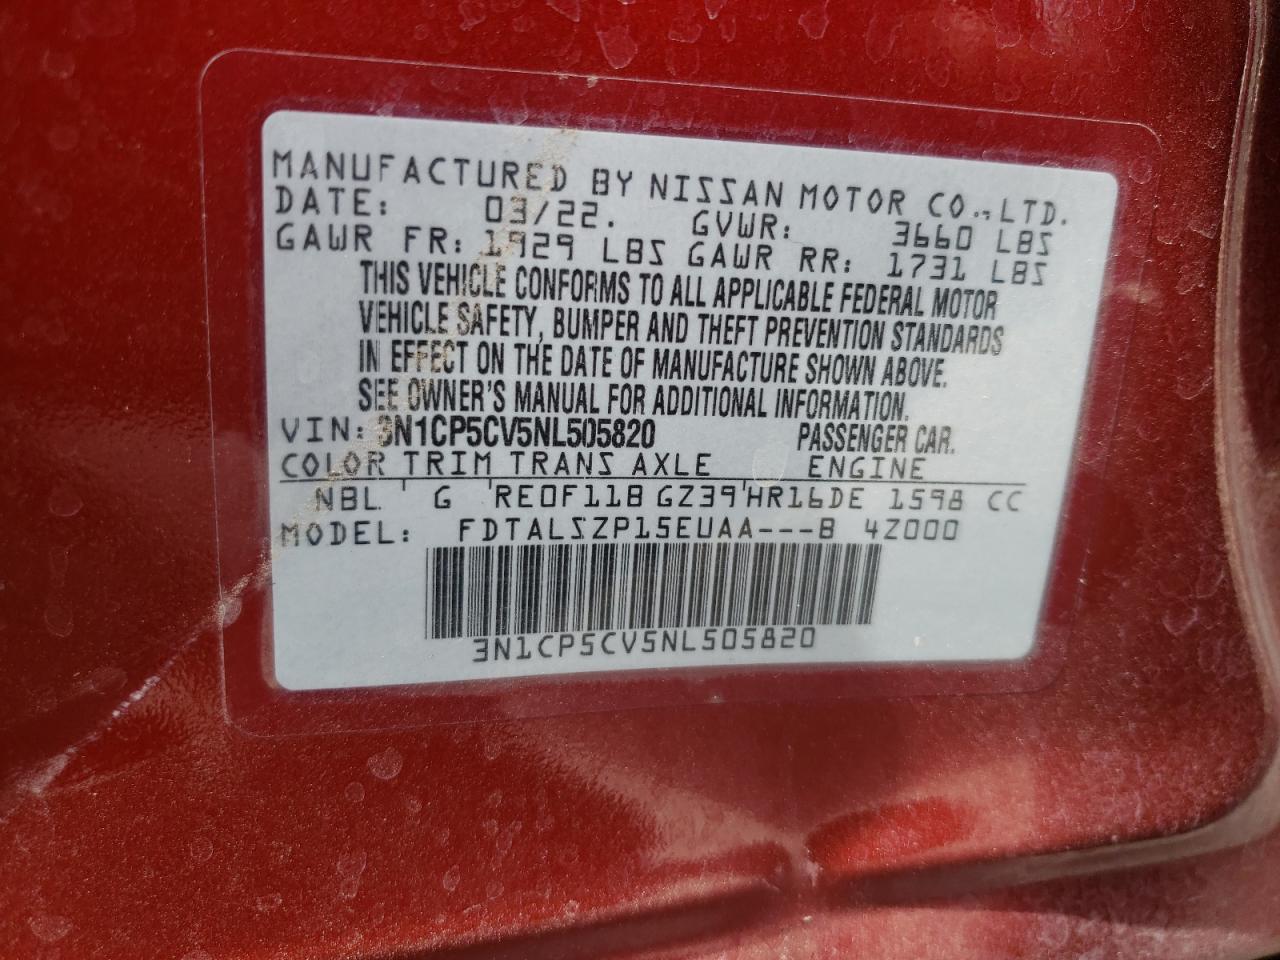 MANUFACTURED BY NISSAN MOTOR CO., LTD.
DATE: 03/22. GVWR: 3660 LBS
GAWR FR: 1929 LBS GAWR RR: 1731 LBS
THIS VEHICLE CONFORMS TO ALL APPLICABLE FEDERAL MOTOR
VEHICLE SAFETY, BUMPER AND THEFT PREVENTION STANDARDS
IN EFFECT ON THE DATE OF MANUFACTURE SHOWN ABOVE.
SEE OWNER'S MANUAL FOR ADDITIONAL INFORMATION.
VIN: 3N1CP5CV5NL505820 PASSENGER CAR.
COLOR TRIM TRANS AXLE ENGINE
NBL G RE0F11B GZ39 HR16DE 1598 CC
MODEL: FDTALSZP15EUAA---B 4Z000
3N1CP5CV5NL505820